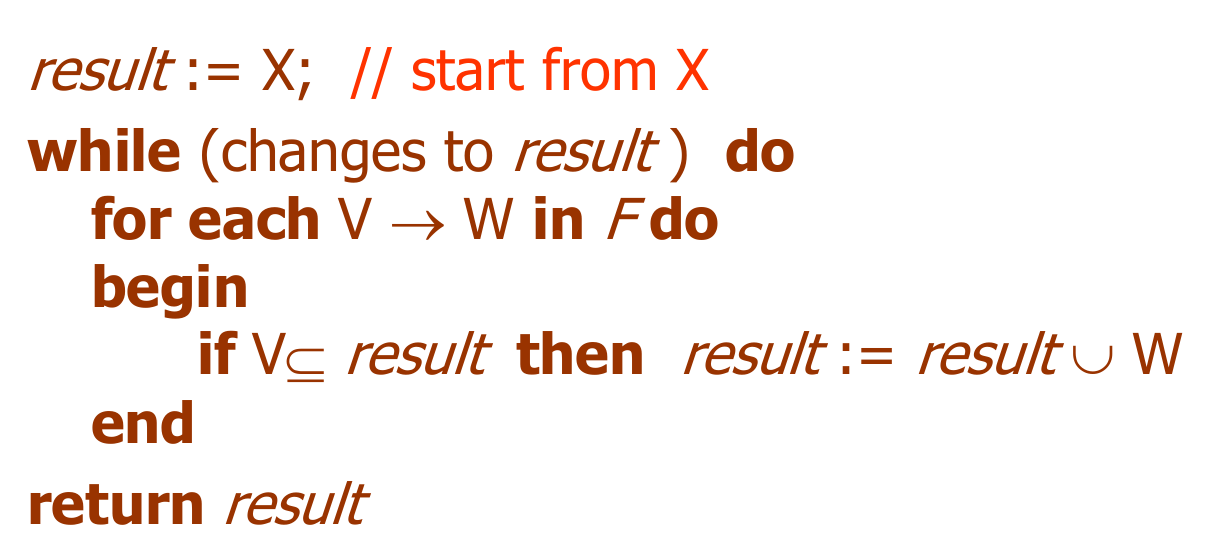 result := X; // start from X
while (changes to result ) do
for each V → W in F do
begin
if V⊆ result then result := result ∪ W
end
return result